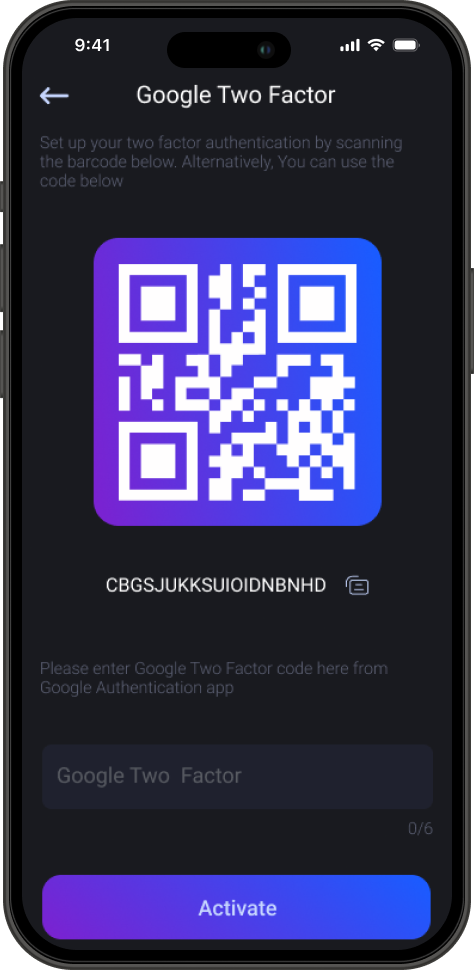 9:41
Google Two Factor
Set up your two factor authentication by scanning
the barcode below. Alternatively, You can use the
code below
CBGSJUKKSUIOIDNBNHD
Please enter Google Two Factor code here from
Google Authentication app
Google Two  Factor
0/6
Activate